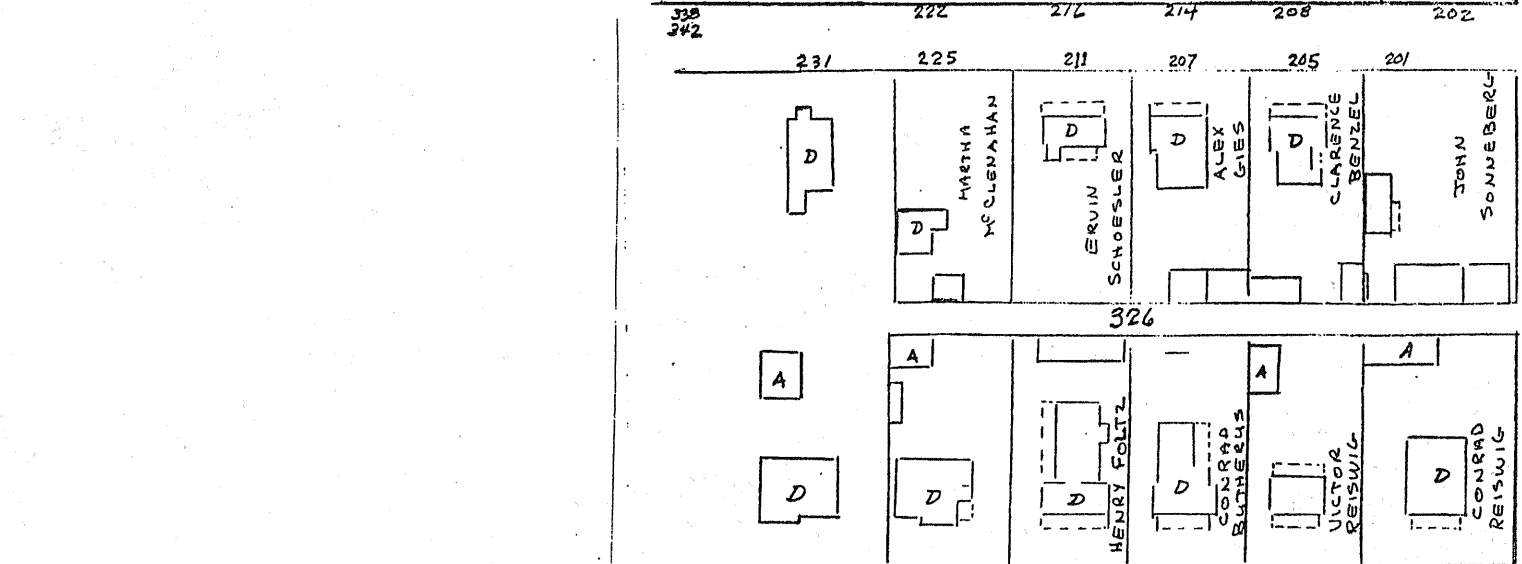 338 222 216 214 208 202
342
231 225 211 207 205 201
D
MARTHA
McCLENAHAN
D
D
ERVIN
SCHOESLER
D
ALEX
GIES
D
CLARENCE
BENZEL
JOHN
SONNEBERG
326
A
A
A
A
D
D
D
HENRY FOLTZ
D
CONRAD
BUTHERUS
VICTOR
REISWIG
D
CONRAD
REISWIG